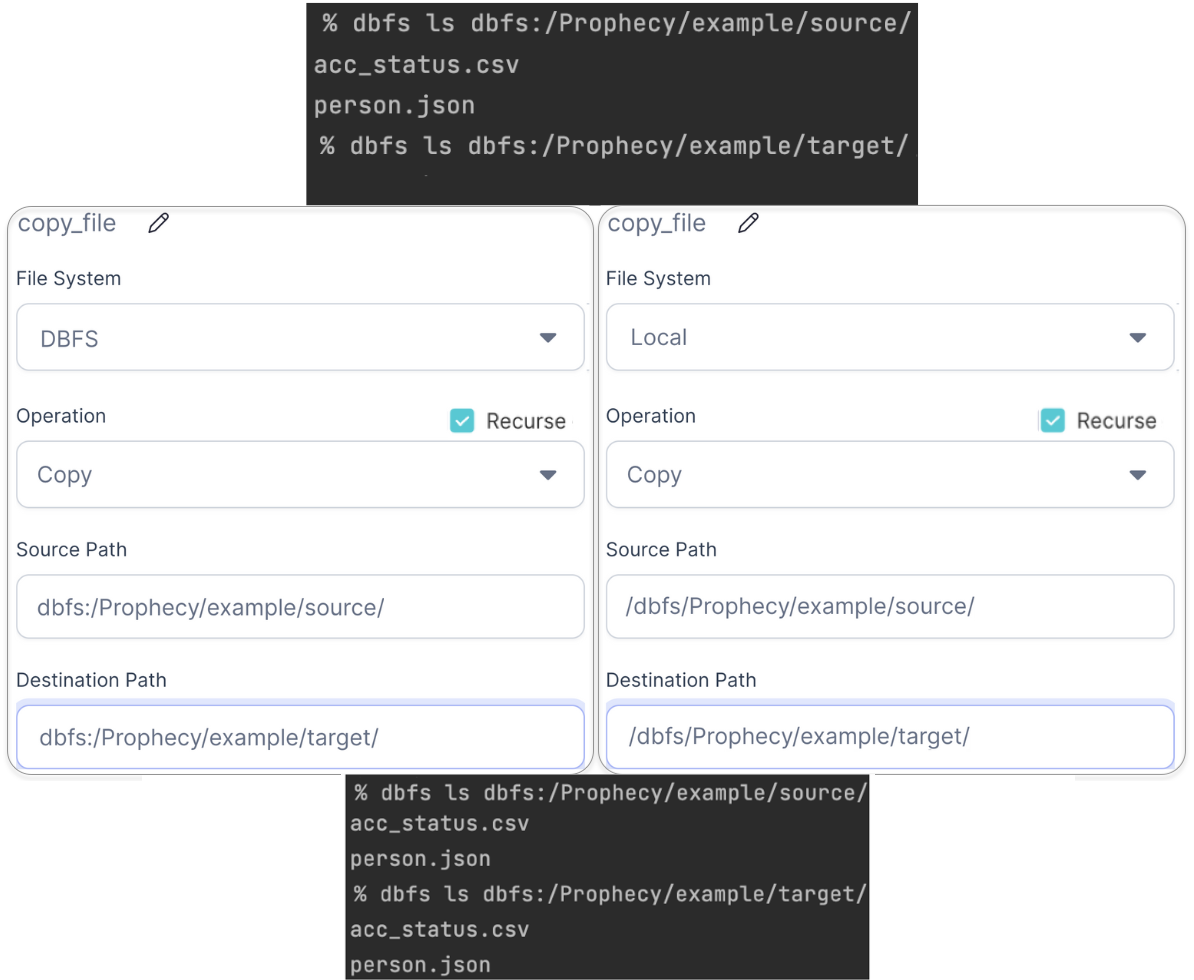 % dbfs ls dbfs:/Prophecy/example/source/
acc_status.csv
person.json
% dbfs ls dbfs:/Prophecy/example/target/
copy_file
File System
DBFS
Operation
Recurse
Copy
Source Path
dbfs:/Prophecy/example/source/
Destination Path
dbfs:/Prophecy/example/target/
copy_file
File System
Local
Operation
Recurse
Copy
Source Path
/dbfs/Prophecy/example/source/
Destination Path
/dbfs/Prophecy/example/target/
% dbfs ls dbfs:/Prophecy/example/source/
acc_status.csv
person.json
% dbfs ls dbfs:/Prophecy/example/target/
acc_status.csv
person.json